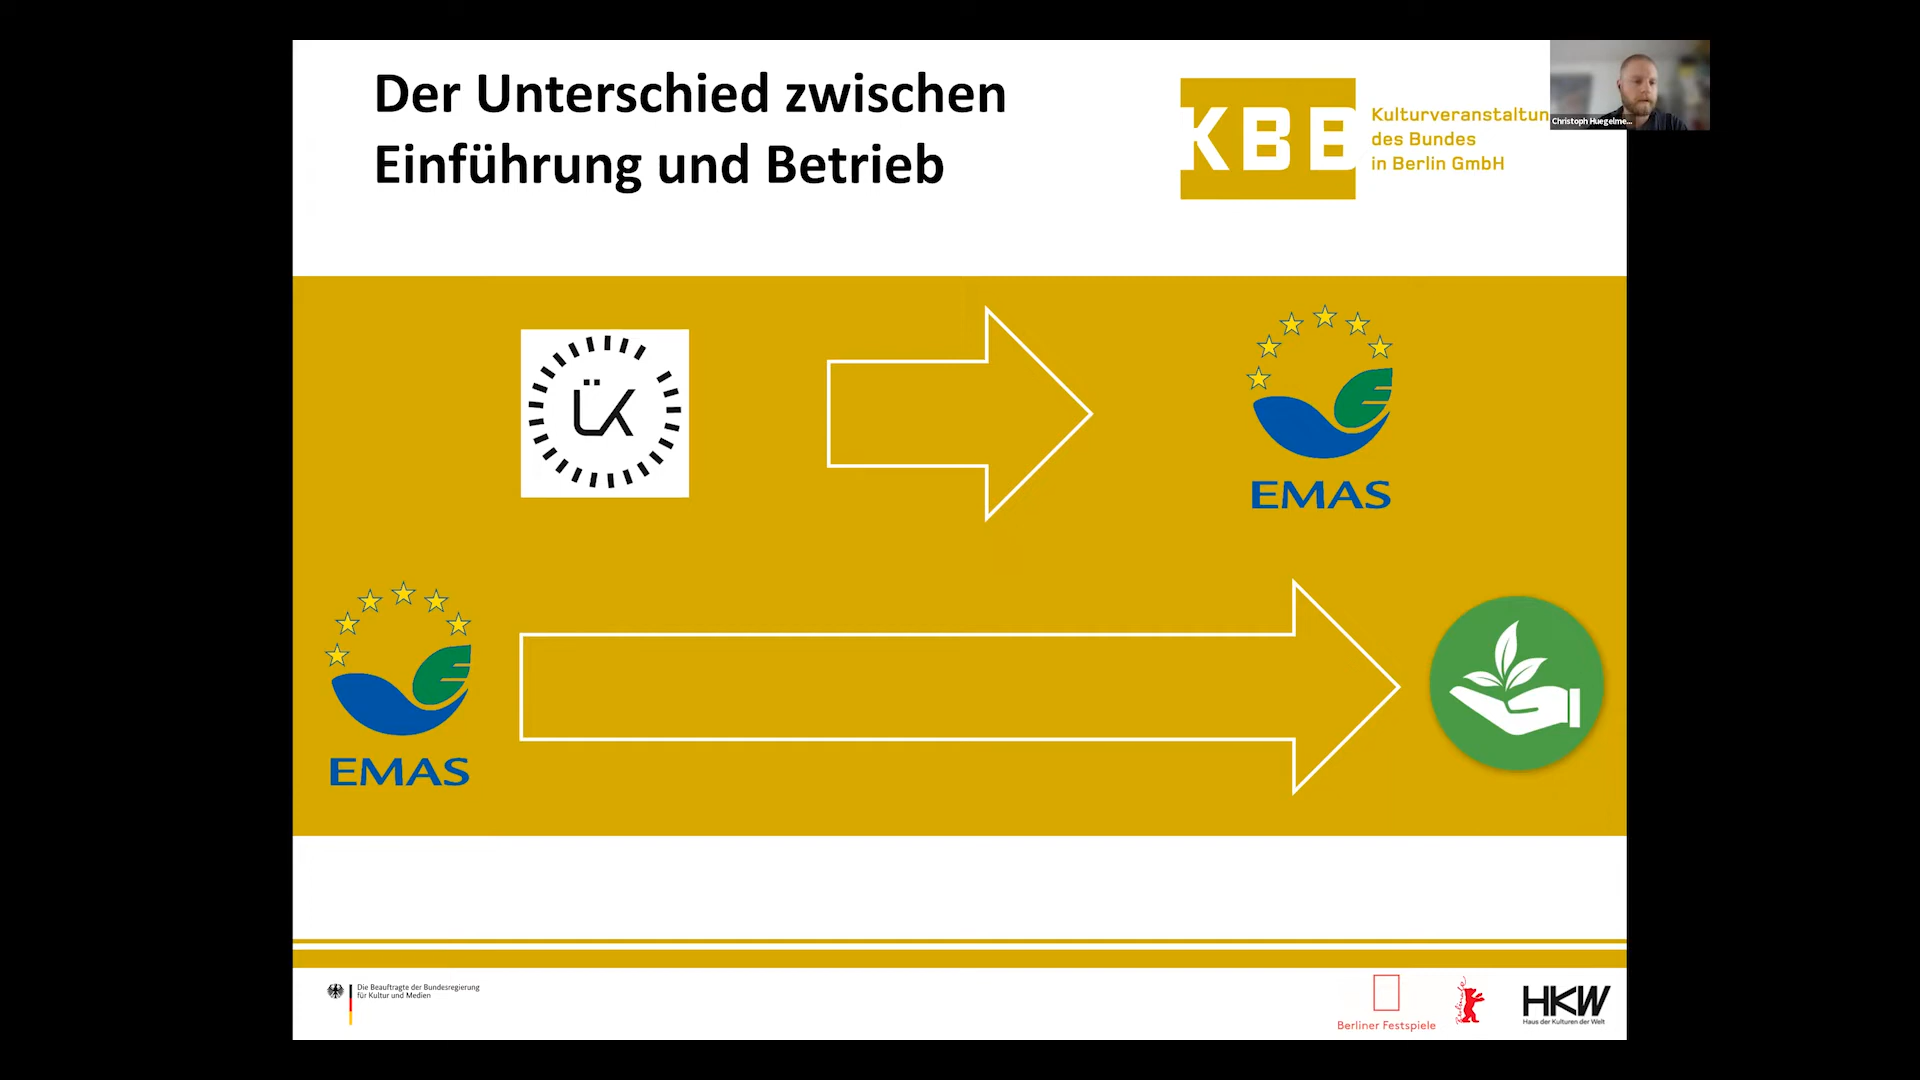 Der Unterschied zwischen
Einführung und Betrieb
KBB
Kulturveranstaltun
des Bundes
in Berlin GmbH
Christoph Huegelme...
ÜK
EMAS
EMAS
Die Beauftragte der Bundesregierung
für Kultur und Medien
Berliner Festspiele
Berlinale
HKW
Haus der Kulturen der Welt